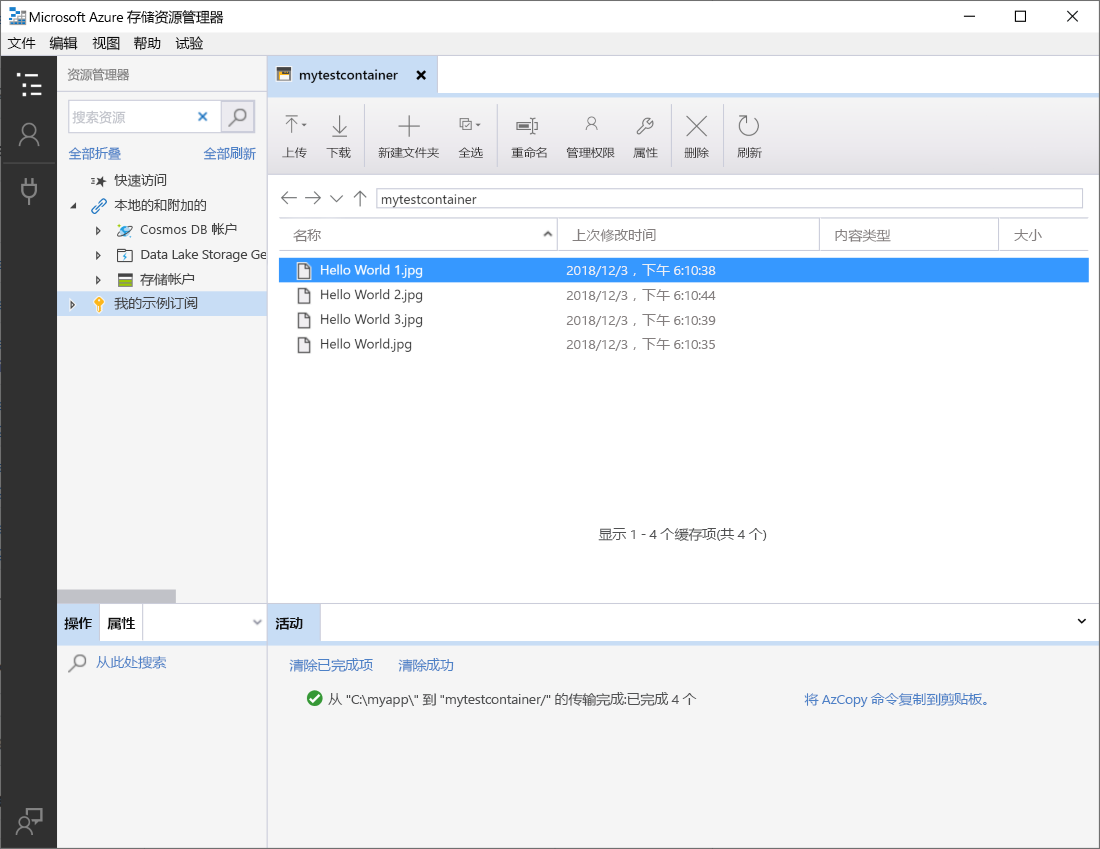 Microsoft Azure 存储资源管理器
文件 编辑 视图 帮助 试验
资源管理器
搜索资源
全部折叠 全部刷新
快速访问
本地的和附加的
Cosmos DB 帐户
Data Lake Storage Ge
存储帐户
我的示例订阅
mytestcontainer
上传 下载 新建文件夹 全选 重命名 管理权限 属性 删除 刷新
mytestcontainer
名称 上次修改时间 内容类型 大小
Hello World 1.jpg 2018/12/3，下午 6:10:38
Hello World 2.jpg 2018/12/3，下午 6:10:44
Hello World 3.jpg 2018/12/3，下午 6:10:39
Hello World.jpg 2018/12/3，下午 6:10:35
显示 1 - 4 个缓存项(共 4 个)
操作 属性
从此处搜索
活动
清除已完成项 清除成功
从 "C:\myapp\" 到 "mytestcontainer/" 的传输完成:已完成 4 个 将 AzCopy 命令复制到剪贴板。